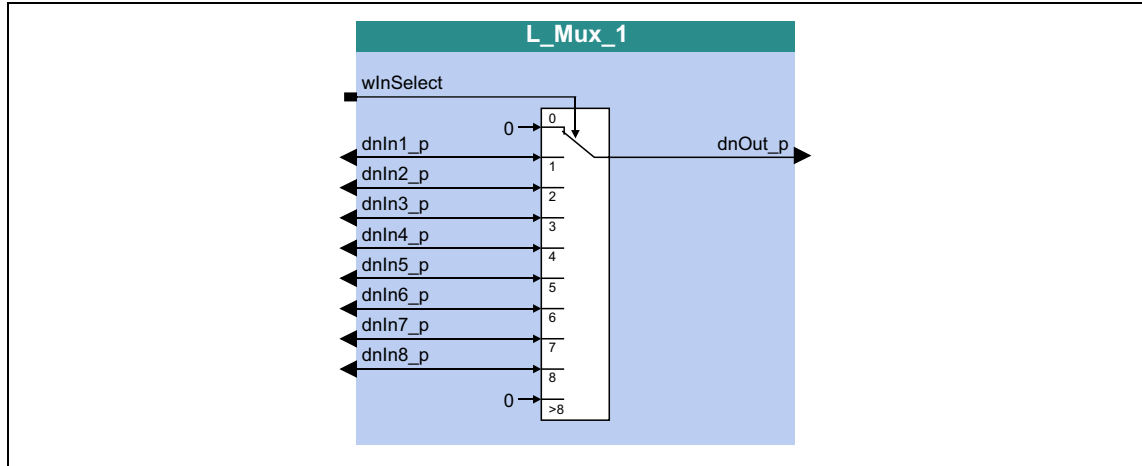 L_Mux_1
wInSelect
0
0
dnIn1_p
dnOut_p
1
dnIn2_p
2
dnIn3_p
3
dnIn4_p
4
dnIn5_p
5
dnIn6_p
6
dnIn7_p
7
dnIn8_p
8
0
>8